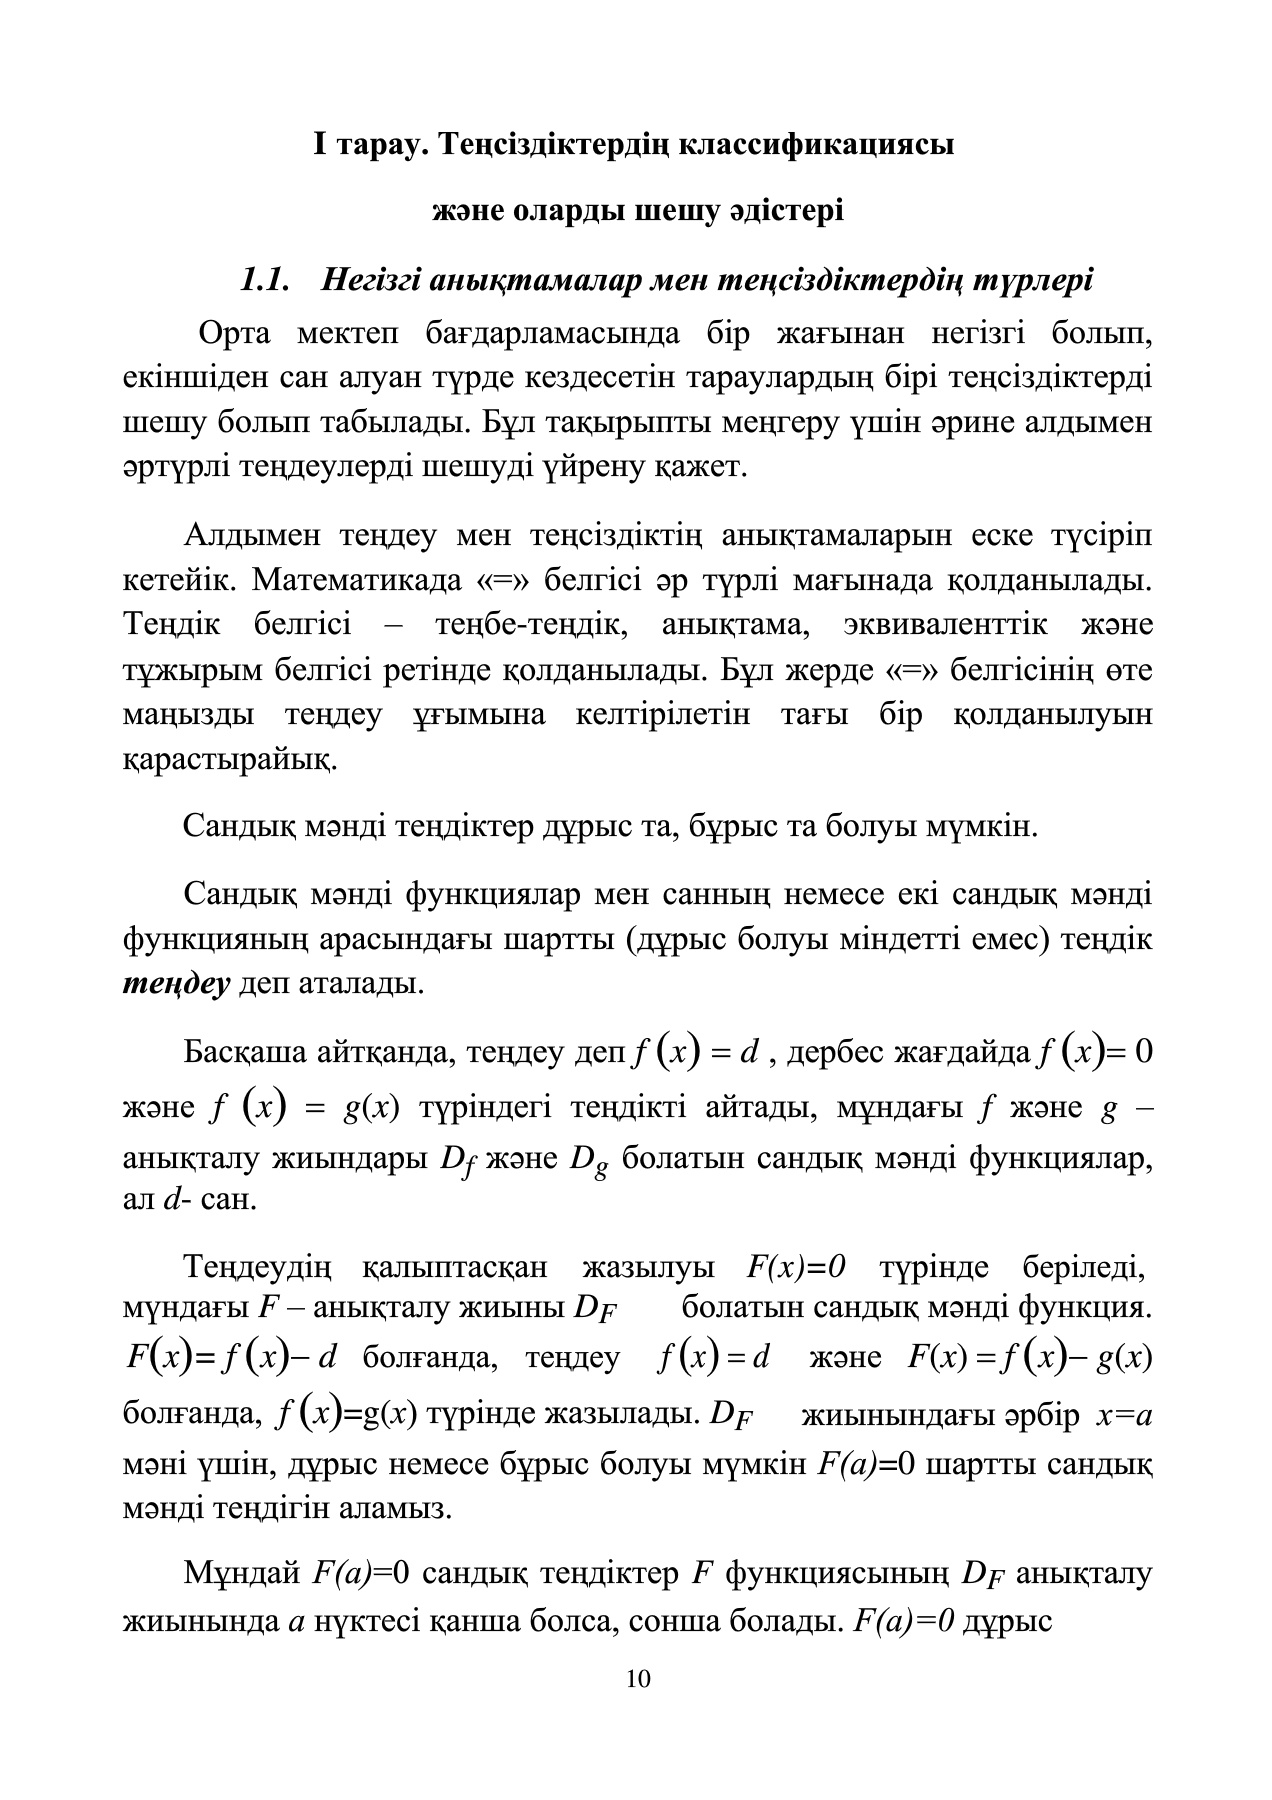 I тарау. Теңсіздіктердің классификациясы
және оларды шешу әдістері
1.1. Негізгі анықтамалар мен теңсіздіктердің түрлері
Орта мектеп бағдарламасында бір жағынан негізгі болып,
екіншіден сан алуан түрде кездесетін тараулардың бірі теңсіздіктерді
шешу болып табылады. Бұл тақырыпты меңгеру үшін әрине алдымен
әртүрлі теңдеулерді шешуді үйрену қажет.
Алдымен теңдеу мен теңсіздіктің анықтамаларын еске түсіріп
кетейік. Математикада «=» белгісі әр түрлі мағынада қолданылады.
Теңдік белгісі – теңбе-теңдік, анықтама, эквиваленттік және
тұжырым белгісі ретінде қолданылады. Бұл жерде «=» белгісінің өте
маңызды теңдеу ұғымына келтірілетін тағы бір қолданылуын
қарастырайық.
Сандық мәнді теңдіктер дұрыс та, бұрыс та болуы мүмкін.
Сандық мәнді функциялар мен санның немесе екі сандық мәнді
функцияның арасындағы шартты (дұрыс болуы міндетті емес) теңдік
теңдеу деп аталады.
Басқаша айтқанда, теңдеу деп f (x) = d , дербес жағдайда f (x)= 0
және f (x) = g(x) түріндегі теңдікті айтады, мұндағы f және g –
анықталу жиындары D_f және D_g болатын сандық мәнді функциялар,
ал d- сан.
Теңдеудің қалыптасқан жазылуы F(x)=0 түрінде беріледі,
мүндағы F – анықталу жиыны D_F болатын сандық мәнді функция.
F(x)= f (x)– d болғанда, теңдеу f (x) = d және F(x) = f (x)– g(x)
болғанда, f (x)=g(x) түрінде жазылады. D_F жиынындағы әрбір x=a
мәні үшін, дұрыс немесе бұрыс болуы мүмкін F(a)=0 шартты сандық
мәнді теңдігін аламыз.
Мұндай F(a)=0 сандық теңдіктер F функциясының D_F анықталу
жиынында a нүктесі қанша болса, сонша болады. F(a)=0 дұрыс
10